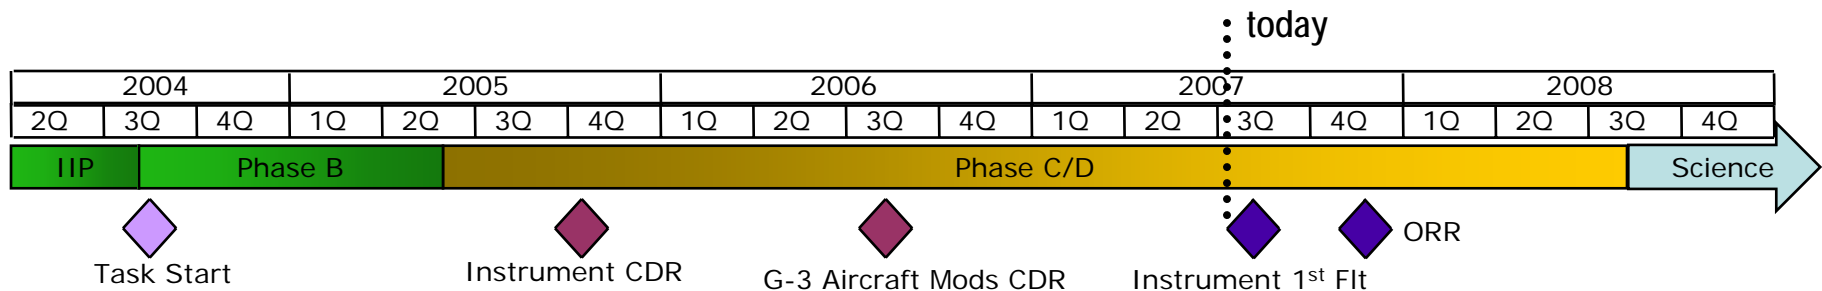 today
2004 2005 2006 2007 2008
2Q 3Q 4Q 1Q 2Q 3Q 4Q 1Q 2Q 3Q 4Q 1Q 2Q 3Q 4Q 1Q 2Q 3Q 4Q
IIP Phase B Phase C/D Science
ORR
Task Start Instrument CDR G-3 Aircraft Mods CDR Instrument 1st Flt